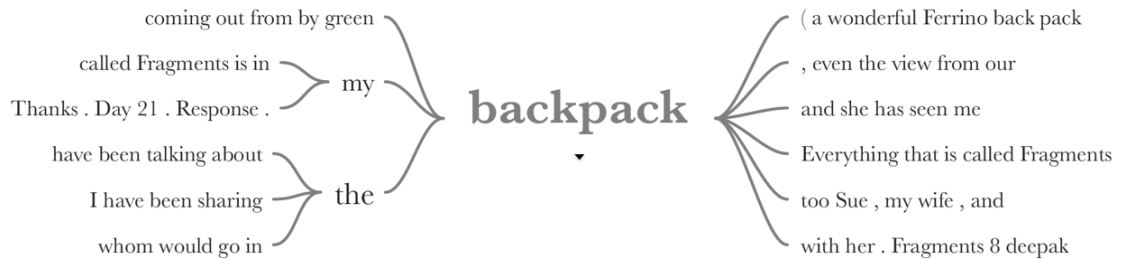 coming out from by green
called Fragments is in
my
Thanks . Day 21 . Response .
have been talking about
I have been sharing
the
whom would go in
backpack
( a wonderful Ferrino back pack
, even the view from our
and she has seen me
Everything that is called Fragments
too Sue , my wife , and
with her . Fragments 8 deepak